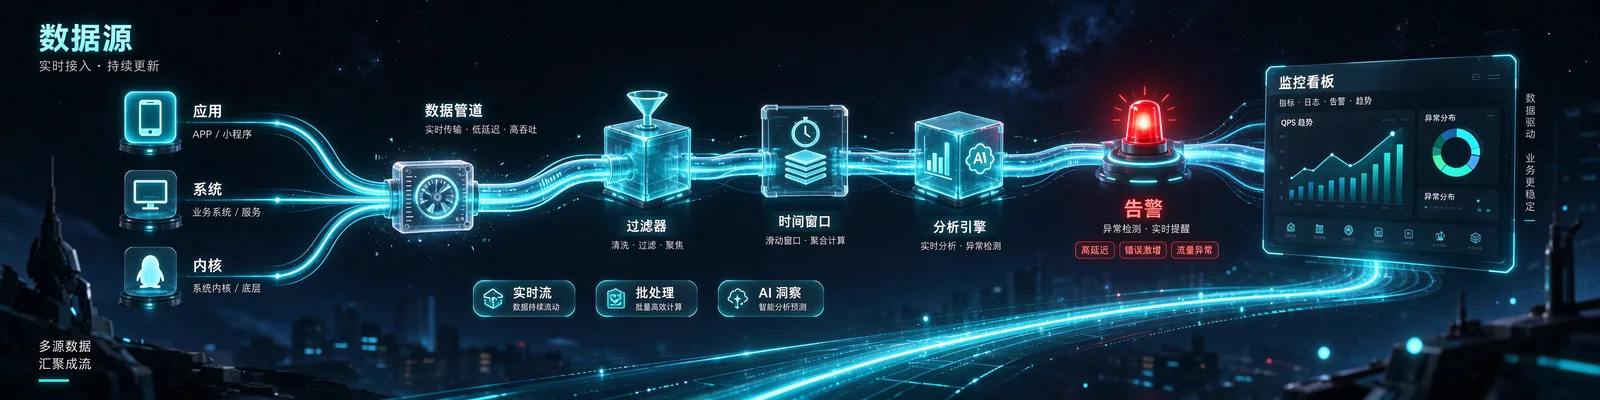 数据源
实时接入 · 持续更新
应用
APP / 小程序
系统
业务系统 / 服务
内核
系统内核 / 底层
多源数据
汇聚成流
数据管道
实时传输 · 低延迟 · 高吞吐
过滤器
清洗 · 过滤 · 聚焦
时间窗口
滑动窗口 · 聚合计算
AI
分析引擎
实时分析 · 异常检测
告警
异常检测 · 实时提醒
高延迟
错误激增
流量异常
实时流
数据持续流动
批处理
批量高效计算
AI 洞察
智能分析预测
监控看板
指标 · 日志 · 告警 · 趋势
QPS 趋势
异常分布
异常分布
数据驱动 业务更稳定